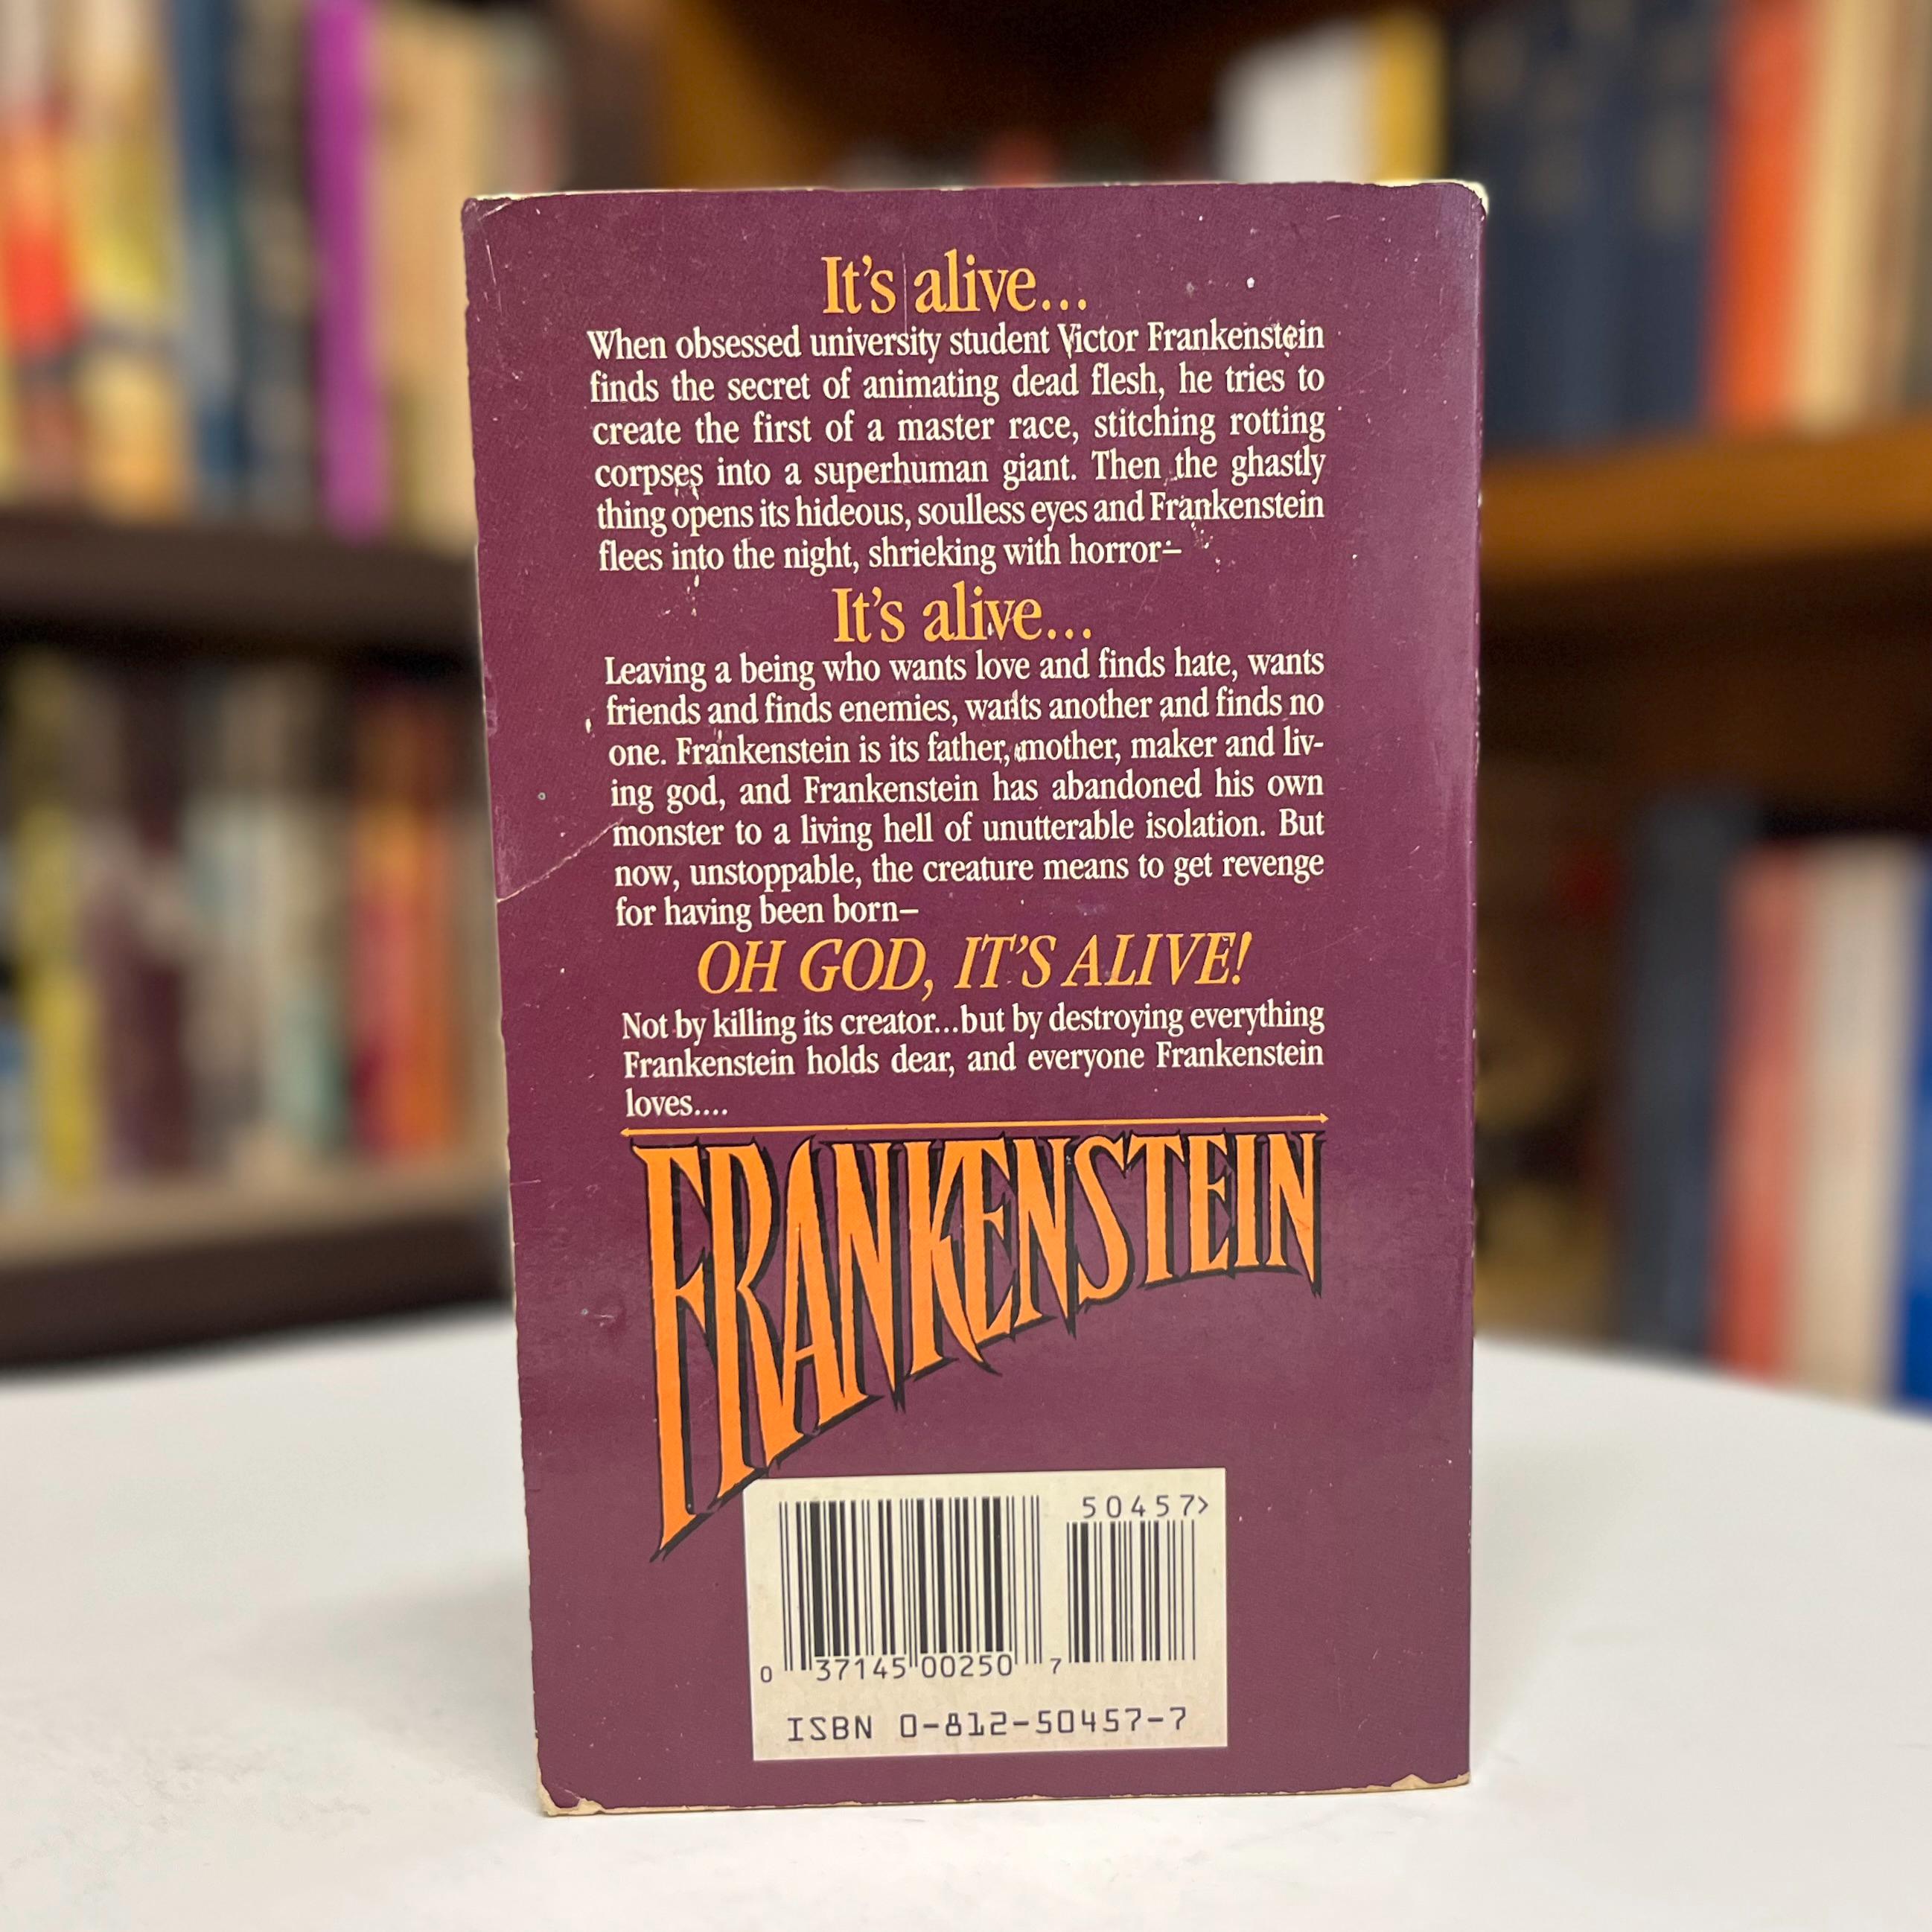 It's alive...
When obsessed university student Victor Frankenstein
finds the secret of animating dead flesh, he tries to
create the first of a master race, stitching rotting
corpses into a superhuman giant. Then the ghastly
thing opens its hideous, soulless eyes and Frankenstein
flees into the night, shrieking with horror–
It's alive...
Leaving a being who wants love and finds hate, wants
friends and finds enemies, wants another and finds no
one. Frankenstein is its father, mother, maker and liv-
ing god, and Frankenstein has abandoned his own
monster to a living hell of unutterable isolation. But
now, unstoppable, the creature means to get revenge
for having been born–
OH GOD, IT'S ALIVE!
Not by killing its creator...but by destroying everything
Frankenstein holds dear, and everyone Frankenstein
loves....
FRANKENSTEIN
50457>
0 37145 00250 7
ISBN 0-812-50457-7